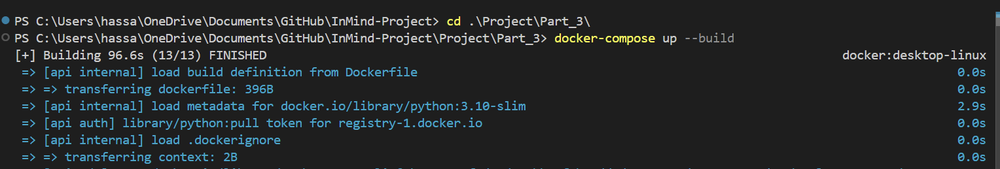 PS C:\Users\hassa\OneDrive\Documents\GitHub\InMind-Project> cd .\Project\Part_3\
PS C:\Users\hassa\OneDrive\Documents\GitHub\InMind-Project\Project\Part_3> docker-compose up --build
[+] Building 96.6s (13/13) FINISHED docker:desktop-linux
=> [api internal] load build definition from Dockerfile 0.0s
=> => transferring dockerfile: 396B 0.0s
=> [api internal] load metadata for docker.io/library/python:3.10-slim 2.9s
=> [api auth] library/python:pull token for registry-1.docker.io 0.0s
=> [api internal] load .dockerignore 0.0s
=> => transferring context: 2B 0.0s